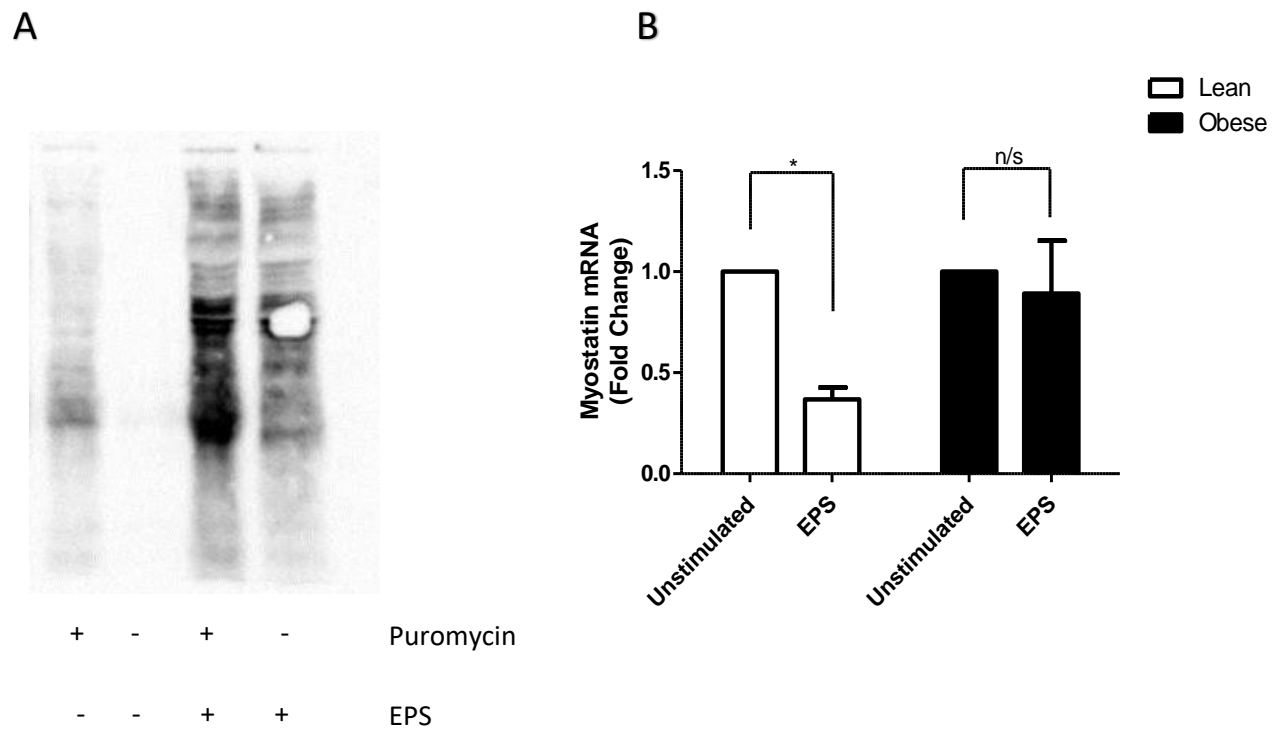 A
B
Lean
Obese
Myostatin mRNA
(Fold Change)
1.5
1.0
0.5
0.0
*
n/s
Unstimulated
EPS
Unstimulated
EPS
+ - + - Puromycin
- - + + EPS